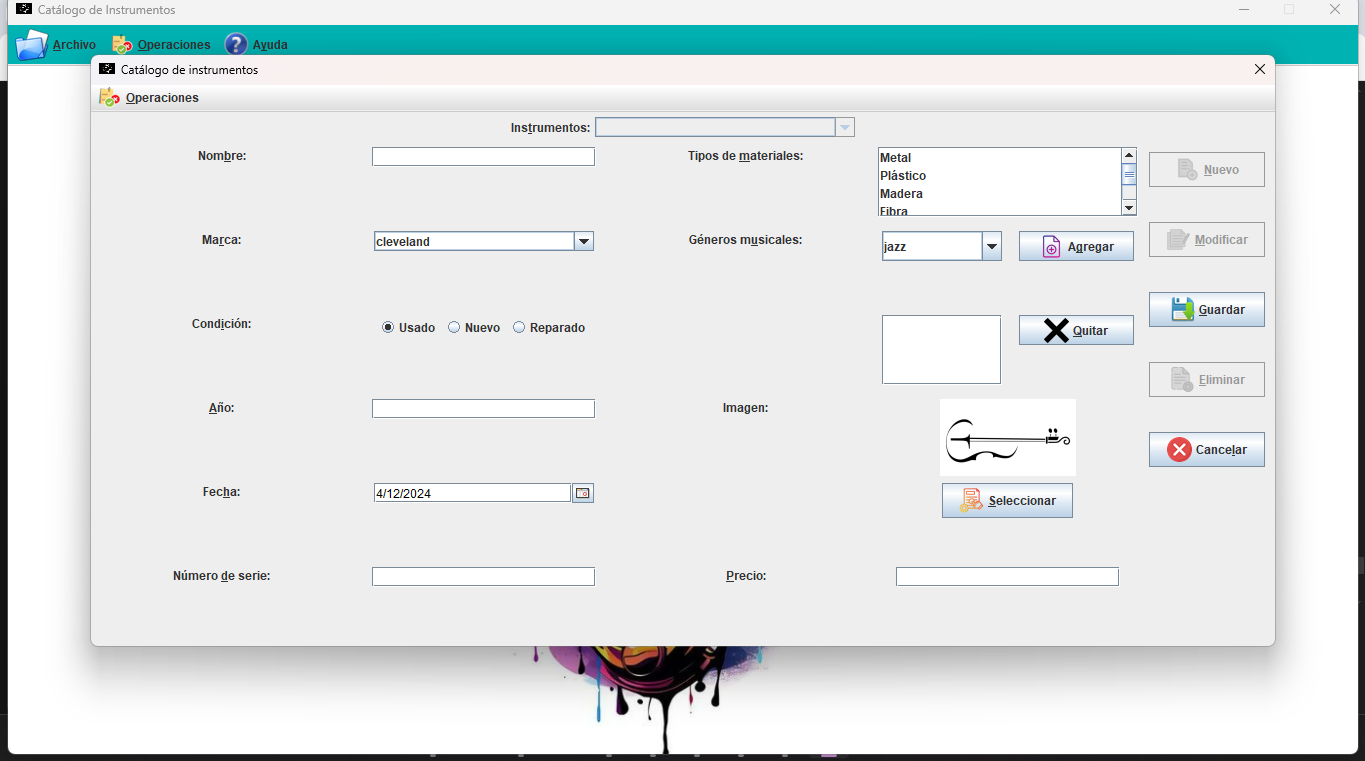 Catálogo de Instrumentos
Archivo Operaciones Ayuda
Catálogo de instrumentos
Operaciones
Instrumentos:
Nombre:
Tipos de materiales:
Metal
Plástico
Madera
Fibra
Nuevo
Marca:
cleveland
Géneros musicales:
jazz
Agregar
Modificar
Condición:
Usado Nuevo Reparado
Quitar
Guardar
Año:
Imagen:
Eliminar
Cancelar
Fecha:
4/12/2024
Seleccionar
Número de serie:
Precio: